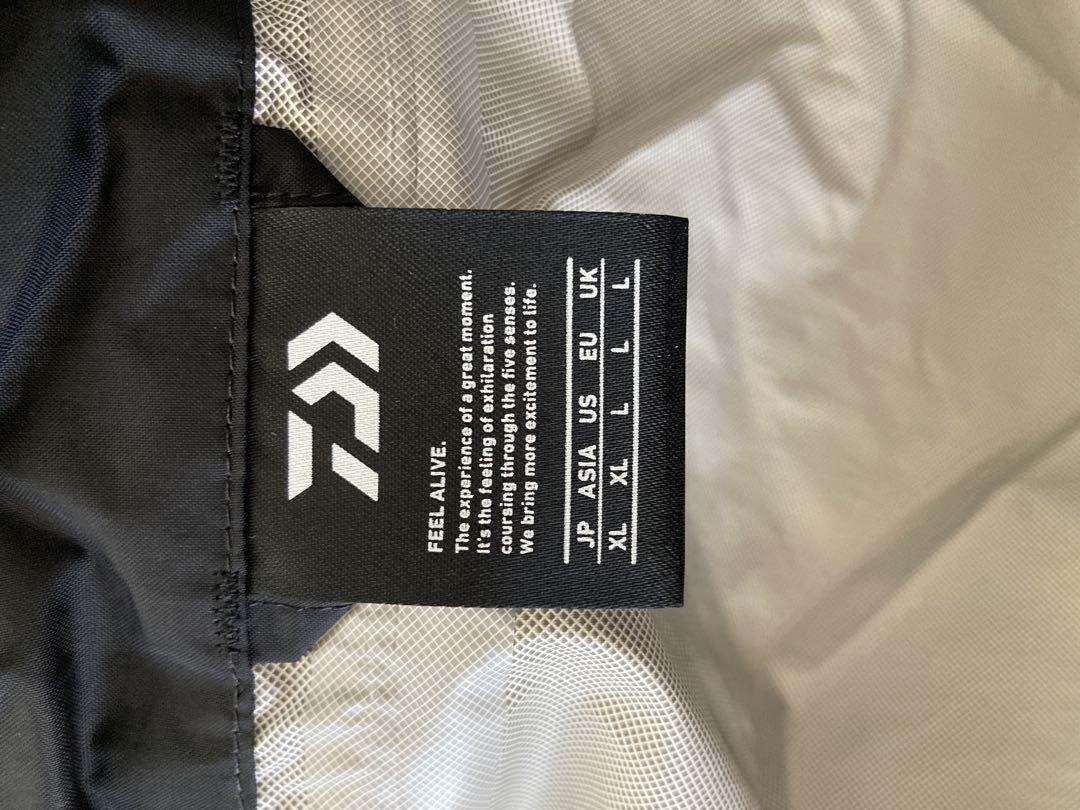 FEEL ALIVE.
The experience of a great moment.
It's the feeling of exhilaration
coursing through the five senses.
We bring more excitement to life.
JP ASIA US EU UK
XL XL L L L